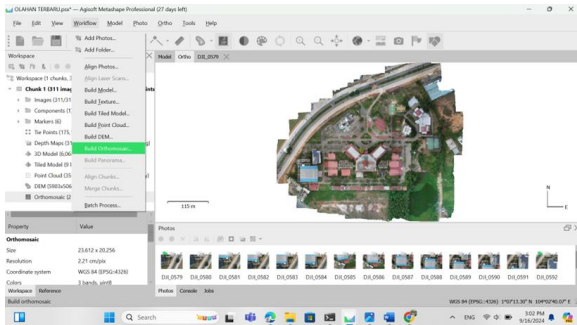 OLAHAN TERBARU.psx* — Agisoft Metashape Professional (27 days left)
File Edit View Workflow Model Photo Ortho Tools Help
Add Photos...
Add Folder...
Align Photos...
Align Laser Scans...
Build Model...
Build Texture...
Build Tiled Model...
Build Point Cloud...
Build DEM...
Build Orthomosaic...
Build Panorama...
Align Chunks...
Merge Chunks...
Batch Process...
Workspace
Workspace (1 chunks, 3
Chunk 1 (311 imag
Images (311/31
Components (1
Markers (6)
Tie Points (175,
Depth Maps (31
3D Model (6,06
Tiled Model (9 l
Point Cloud (35
DEM (5983x506
Orthomosaic (2
Property Value
Orthomosaic
Size 23,612 x 20,256
Resolution 2.21 cm/pix
Coordinate system WGS 84 (EPSG::4326)
Colors 3 bands, uint8
Workspace Reference
Build orthomosaic
Model Ortho DJI_0579
115 m
N
E
Photos
DJI_0579 DJI_0580 DJI_0581 DJI_0582 DJI_0583 DJI_0584 DJI_0585 DJI_0586 DJI_0587 DJI_0588 DJI_0589 DJI_0590 DJI_0591 DJI_0592
Photos Console Jobs
Search
ENG
3:02 PM
9/16/2024